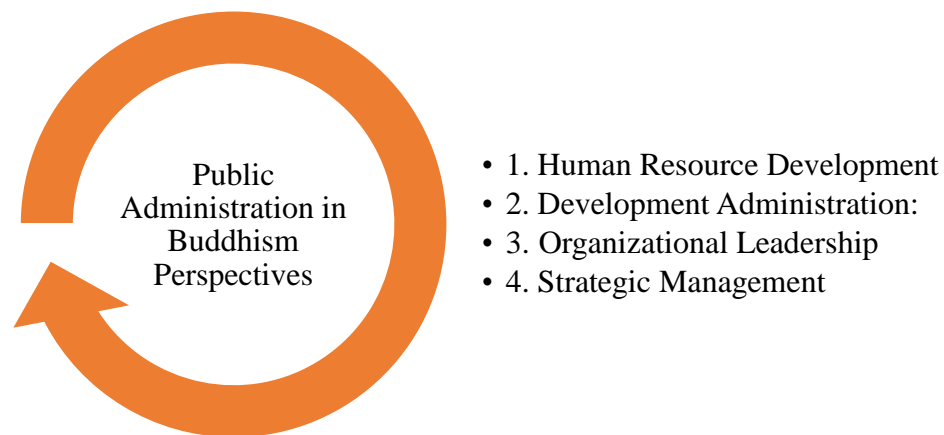 Public
Administration in
Buddhism
Perspectives
• 1. Human Resource Development
• 2. Development Administration:
• 3. Organizational Leadership
• 4. Strategic Management